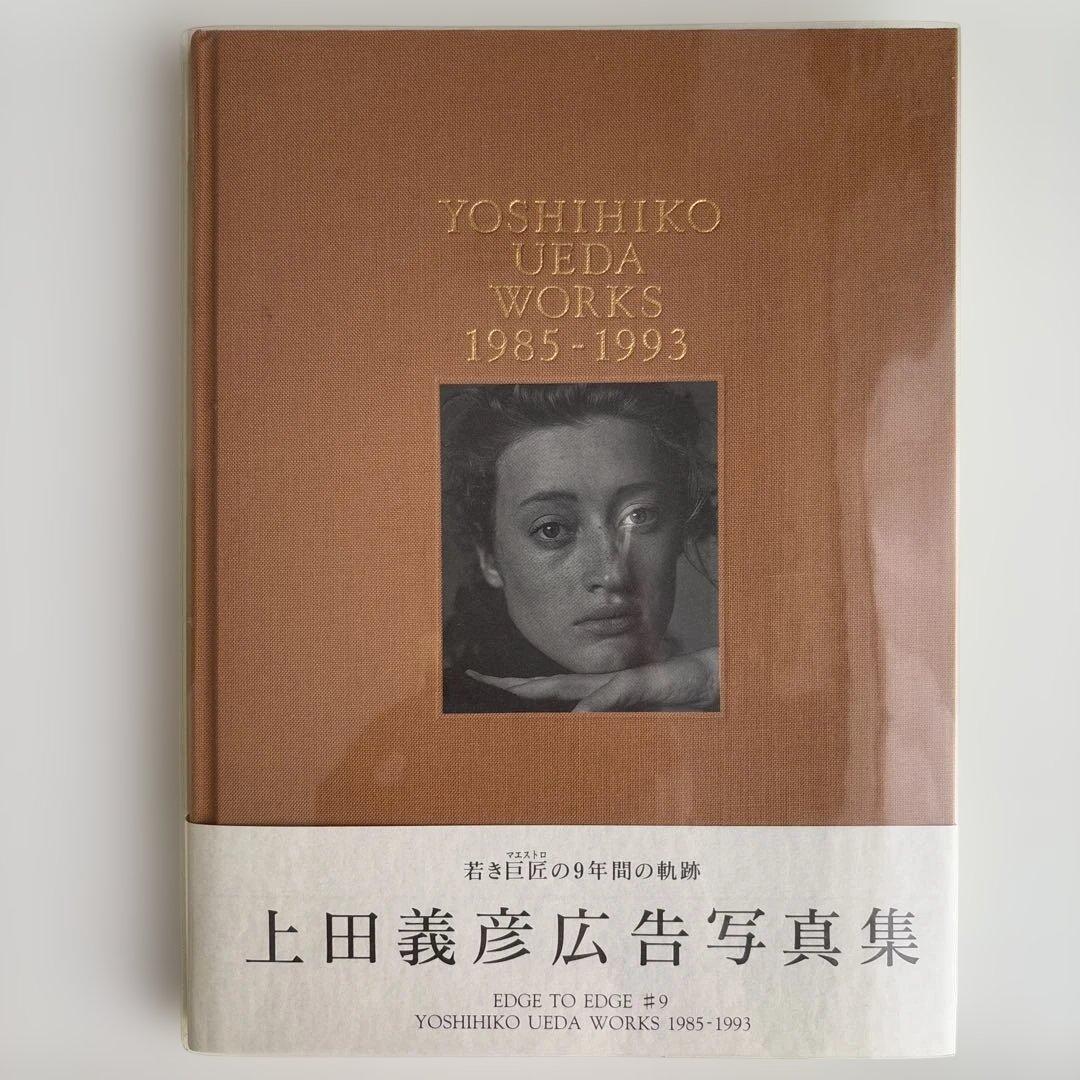 YOSHIHIKO
UEDA
WORKS
1985-1993
マエストロ
若き巨匠の9年間の軌跡
上田義彦広告写真集
EDGE TO EDGE ♯9
YOSHIHIKO UEDA WORKS 1985-1993